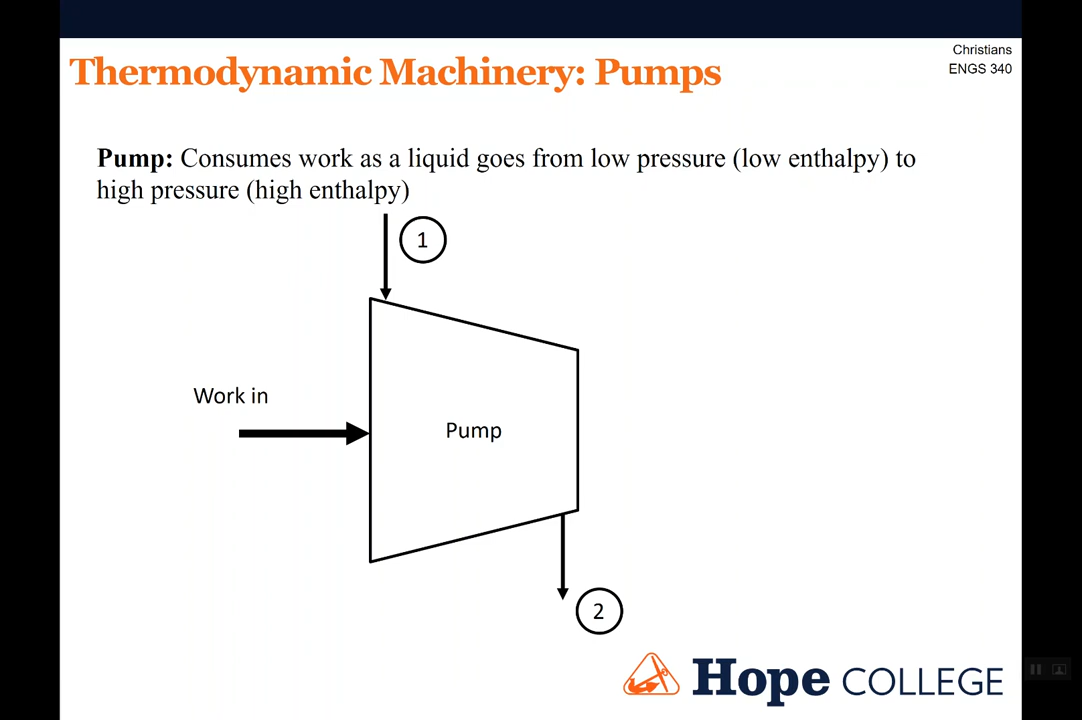 Christians
ENGS 340
Thermodynamic Machinery: Pumps
Pump: Consumes work as a liquid goes from low pressure (low enthalpy) to
high pressure (high enthalpy)
1
Work in
Pump
2
Hope COLLEGE